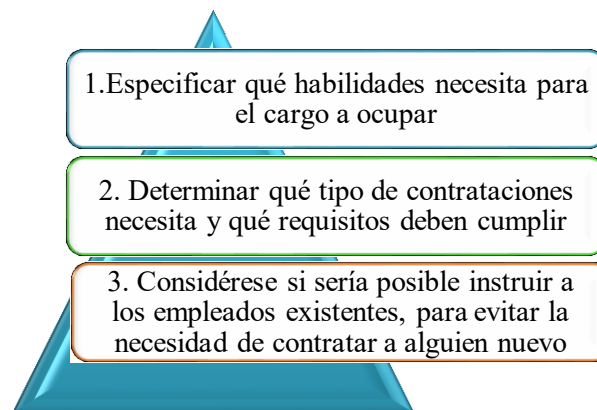 1.Especificar qué habilidades necesita para
el cargo a ocupar
2. Determinar qué tipo de contrataciones
necesita y qué requisitos deben cumplir
3. Considérese si sería posible instruir a
los empleados existentes, para evitar la
necesidad de contratar a alguien nuevo